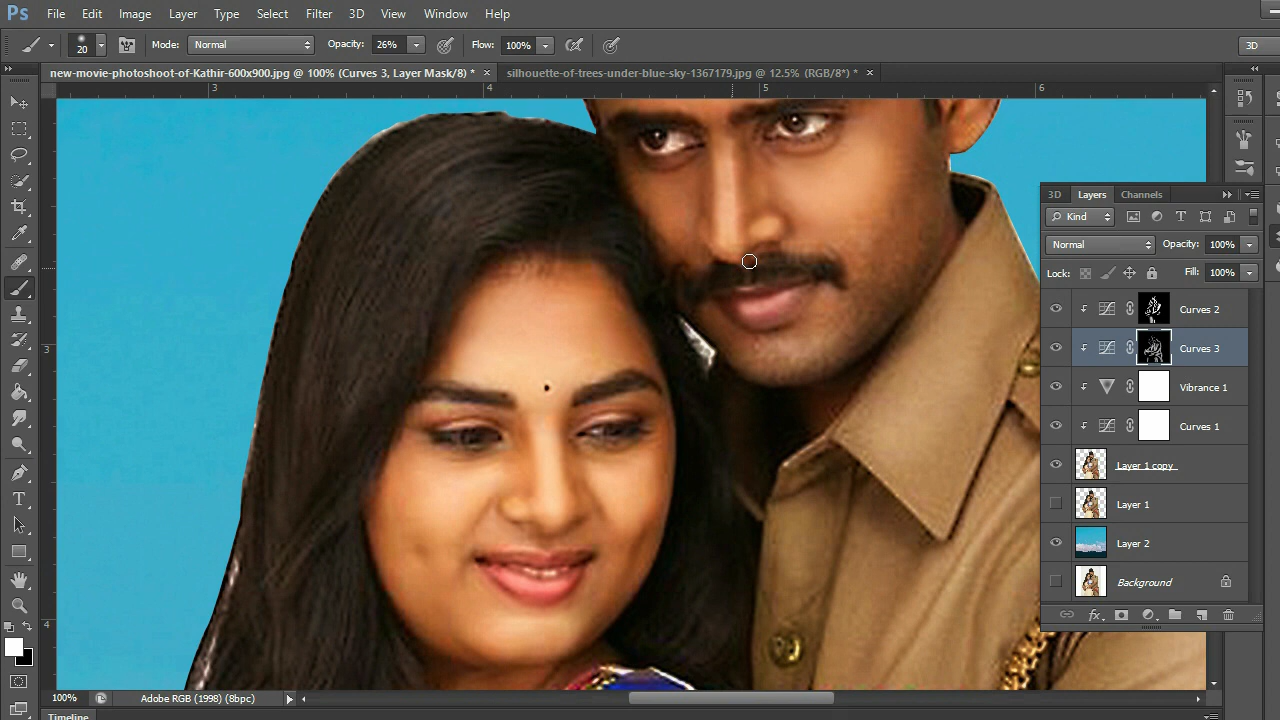 Ps File Edit Image Layer Type Select Filter 3D View Window Help
20 Mode: Normal Opacity: 26% Flow: 100% 3D
new-movie-photoshoot-of-Kathir-600x900.jpg @ 100% (Curves 3, Layer Mask/8) * × silhouette-of-trees-under-blue-sky-1367179.jpg @ 12.5% (RGB/8*) * ×
3 4 5 6
3D Layers Channels
Kind T
Normal Opacity: 100%
Lock: Fill: 100%
Curves 2
3
Curves 3
Vibrance 1
Curves 1
Layer 1 copy
Layer 1
Layer 2
Background
fx
4
100% Adobe RGB (1998) (8bpc)
Timeline